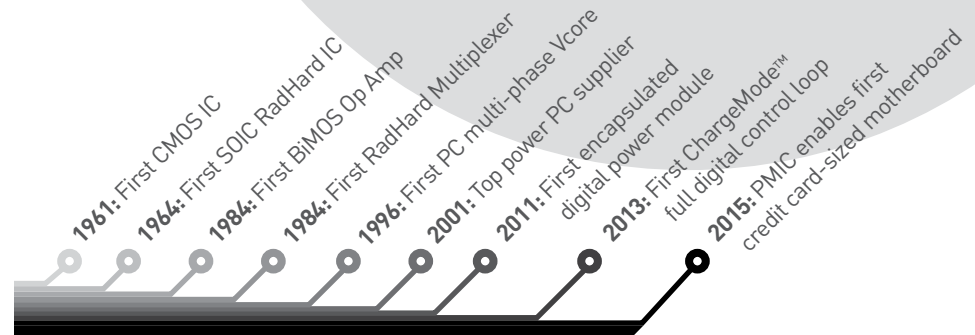 1961: First CMOS IC
1964: First SOIC RadHard IC
1984: First BiMOS Op Amp
1984: First RadHard Multiplexer
1996: First PC multi-phase Vcore
2001: Top power PC supplier
2011: First encapsulated
digital power module
2013: First ChargeMode™
full digital control loop
2015: PMIC enables first
credit card-sized motherboard